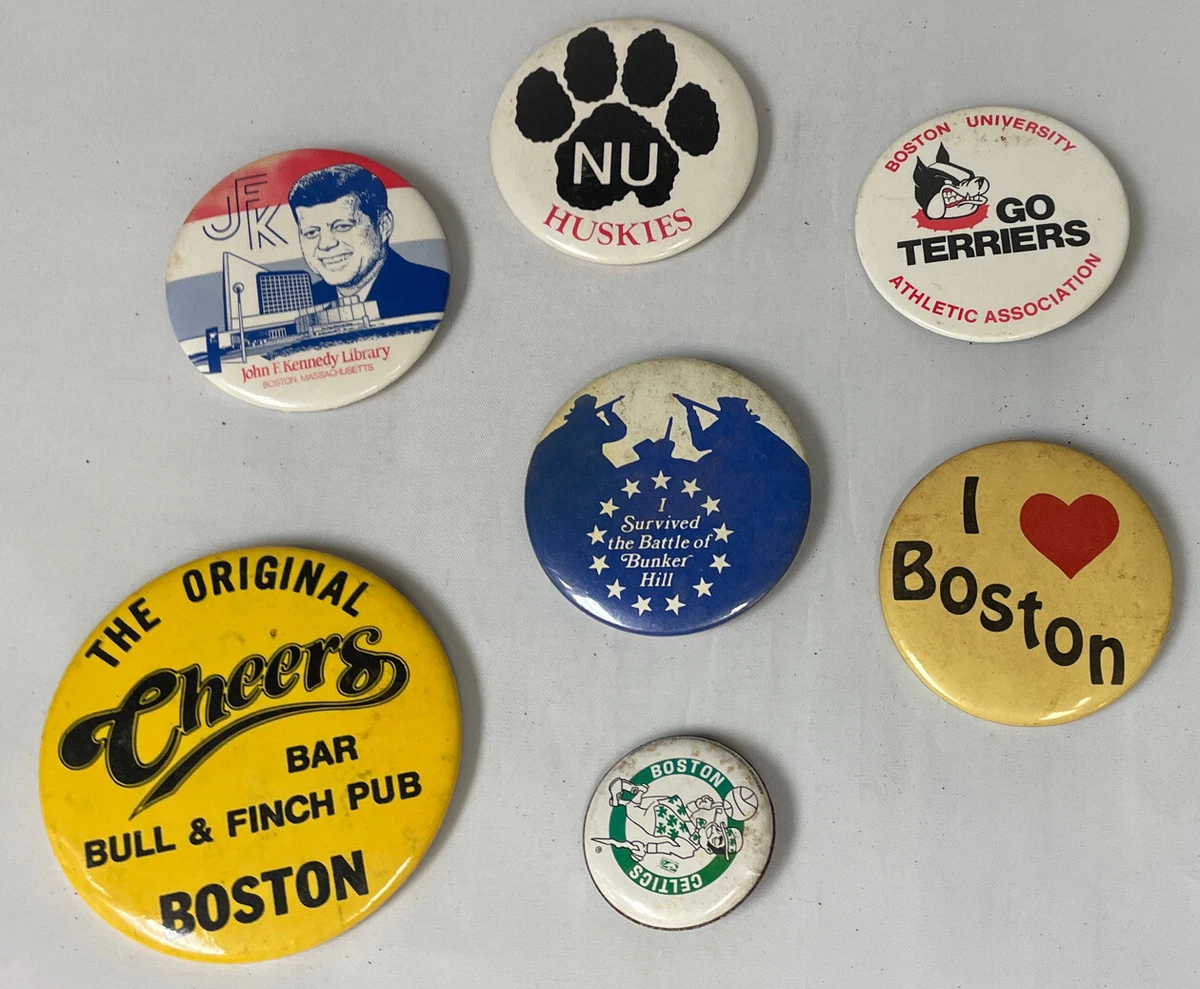 NU
HUSKIES
BOSTON UNIVERSITY
GO
TERRIERS
ATHLETIC ASSOCIATION
JFK
John F. Kennedy Library
BOSTON, MASSACHUSETTS
I
Survived
the Battle of
Bunker
Hill
I
Boston
THE ORIGINAL
Cheers
BAR
BULL & FINCH PUB
BOSTON
BOSTON
CELTICS